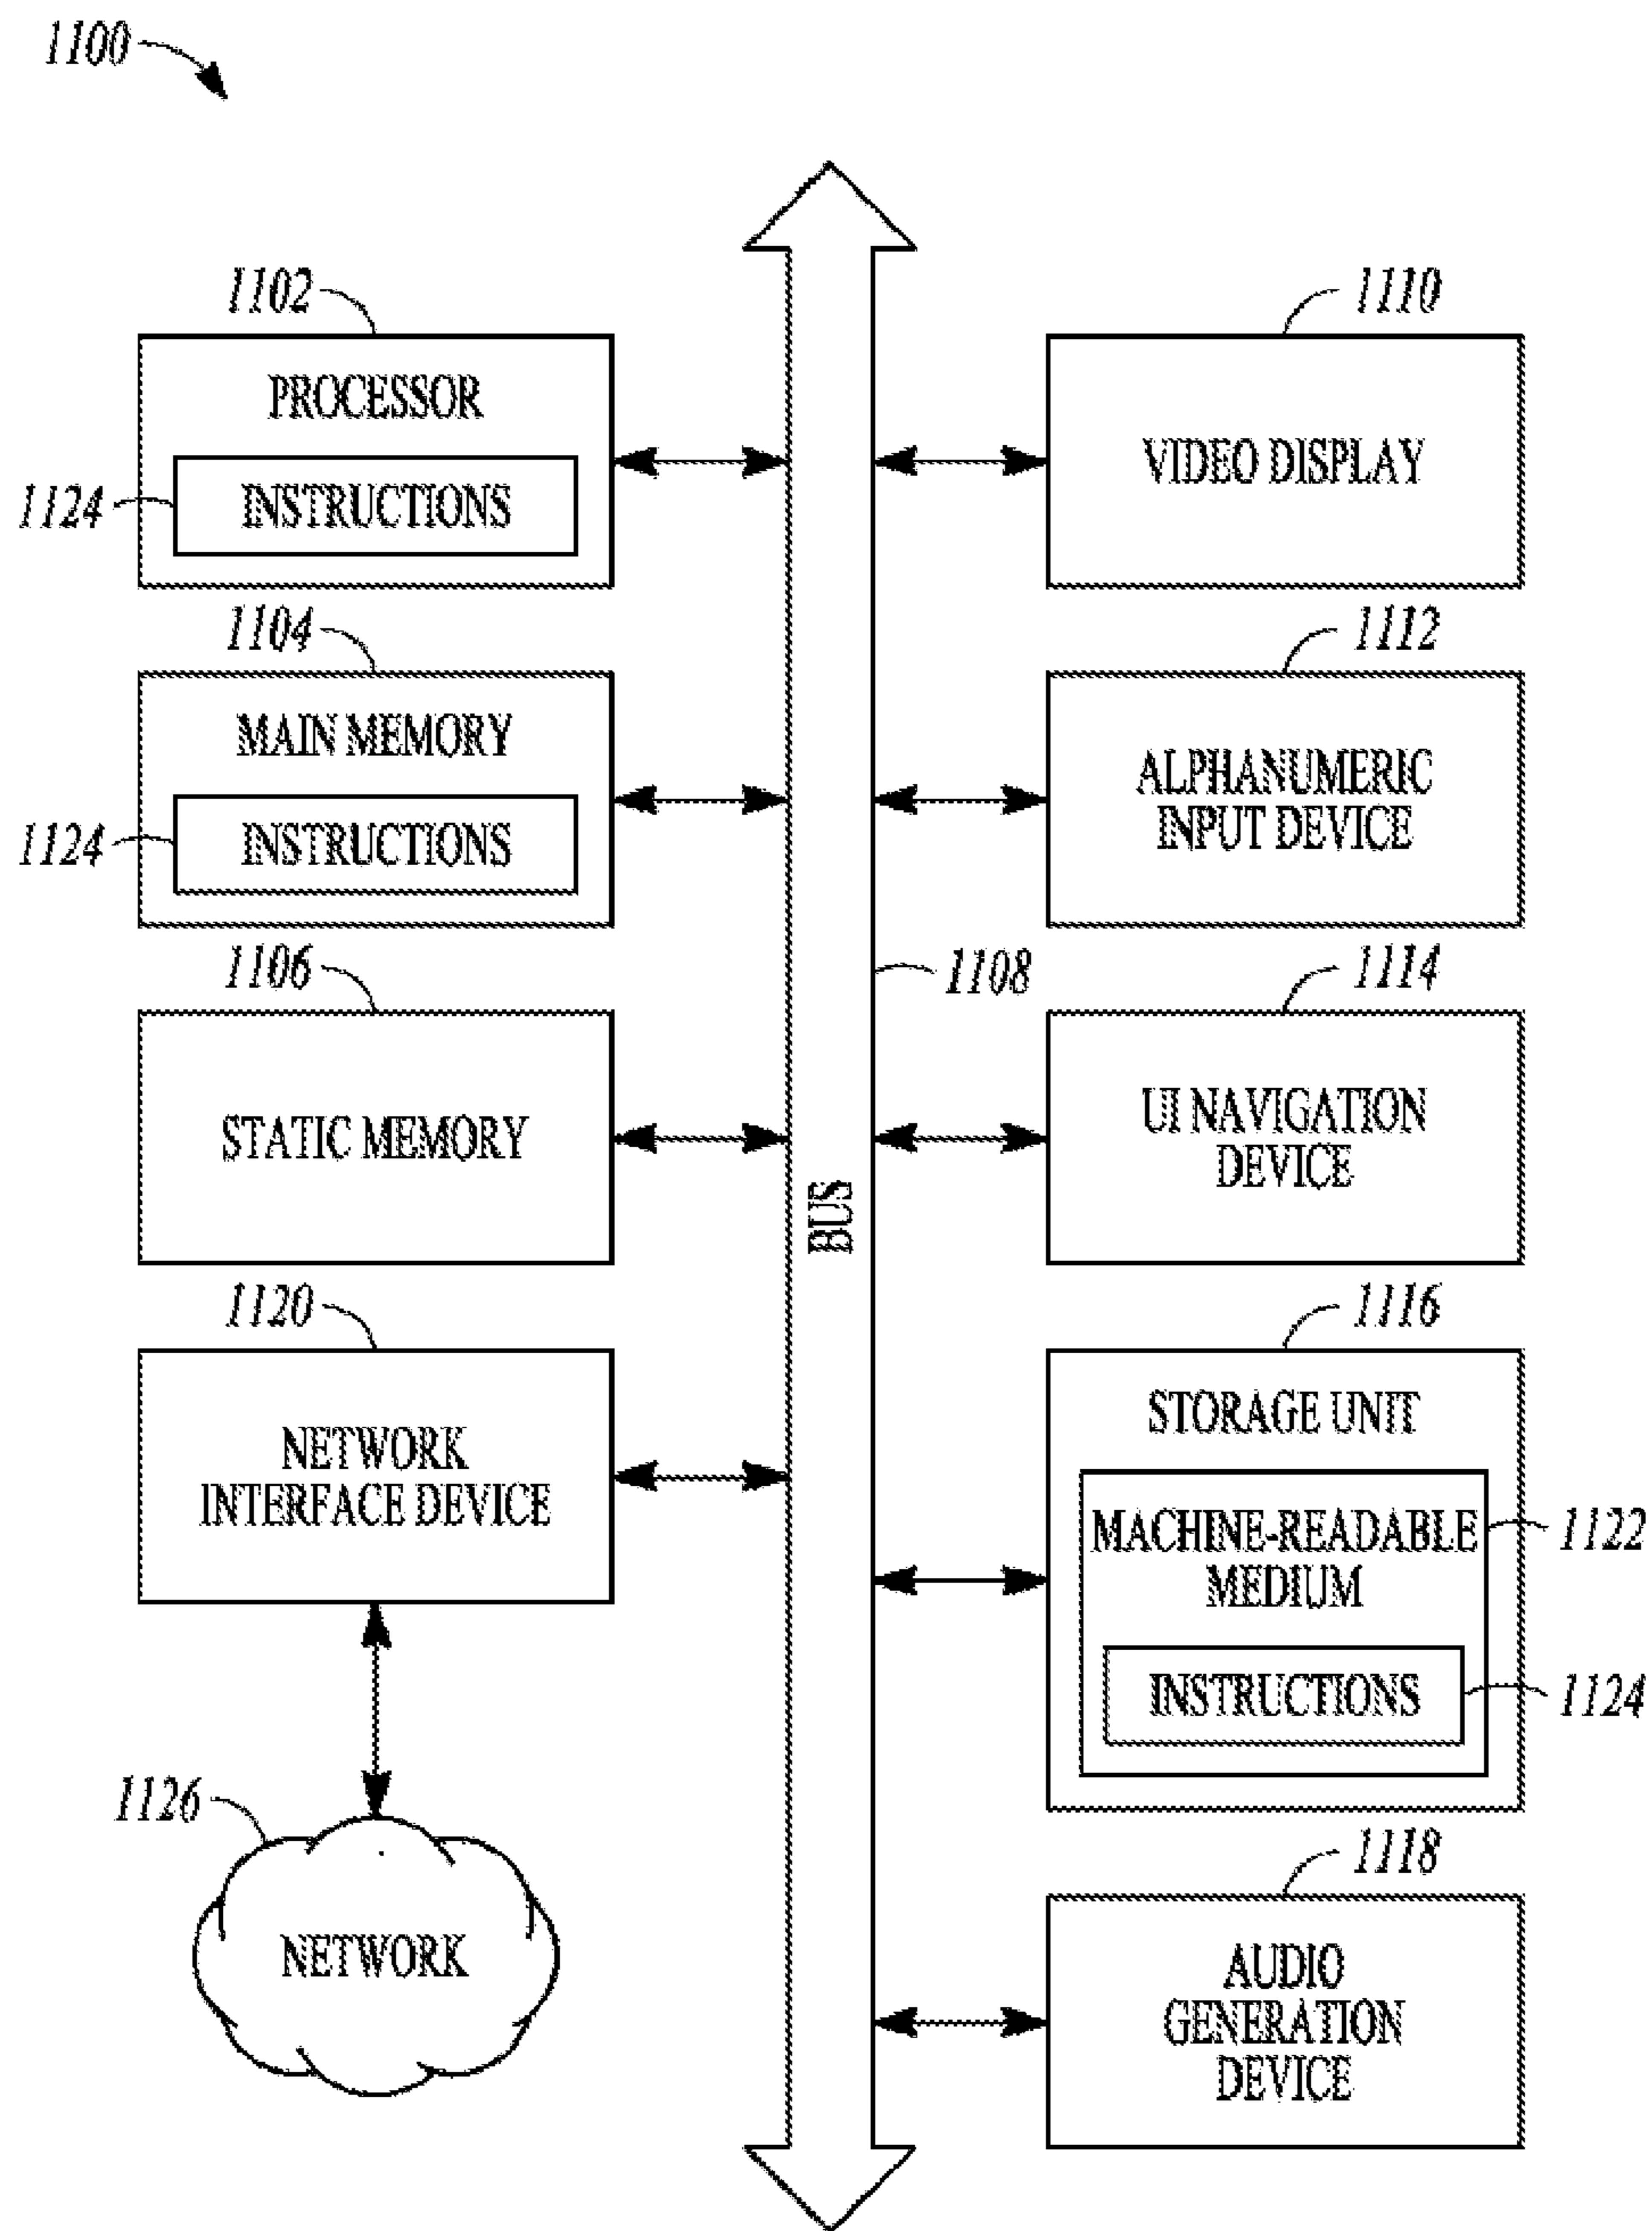 1100
1102
PROCESSOR
1124
INSTRUCTIONS
1104
MAIN MEMORY
1124
INSTRUCTIONS
1106
STATIC MEMORY
1120
NETWORK
INTERFACE DEVICE
1126
NETWORK
BUS
1108
1110
VIDEO DISPLAY
1112
ALPHANUMERIC
INPUT DEVICE
1114
UI NAVIGATION
DEVICE
1116
STORAGE UNIT
MACHINE-READABLE
MEDIUM
1122
INSTRUCTIONS
1124
1118
AUDIO
GENERATION
DEVICE